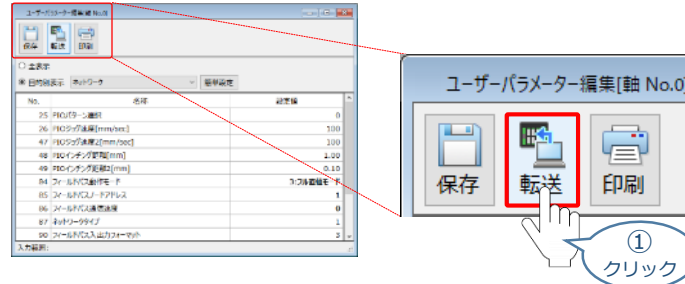 ユーザーパラメーター編集[軸 No.0]
保存 転送 印刷
全表示
目的別表示 ネットワーク 簡単設定
No. 名称 設定値
25 PIOパターン選択 0
26 PIOジョグ速度[mm/sec] 100
47 PIOジョグ速度2[mm/sec] 100
48 PIOインチング距離[mm] 1.00
49 PIOインチング距離2[mm] 0.10
84 フィールドバス動作モード 3:フル直値モード
85 フィールドバスノードアドレス 1
86 フィールドバス通信速度 0
87 ネットワークタイプ 1
90 フィールドバス入出力フォーマット 3
入力範囲:
ユーザーパラメーター編集[軸 No.0]
保存 転送 印刷
①
クリック